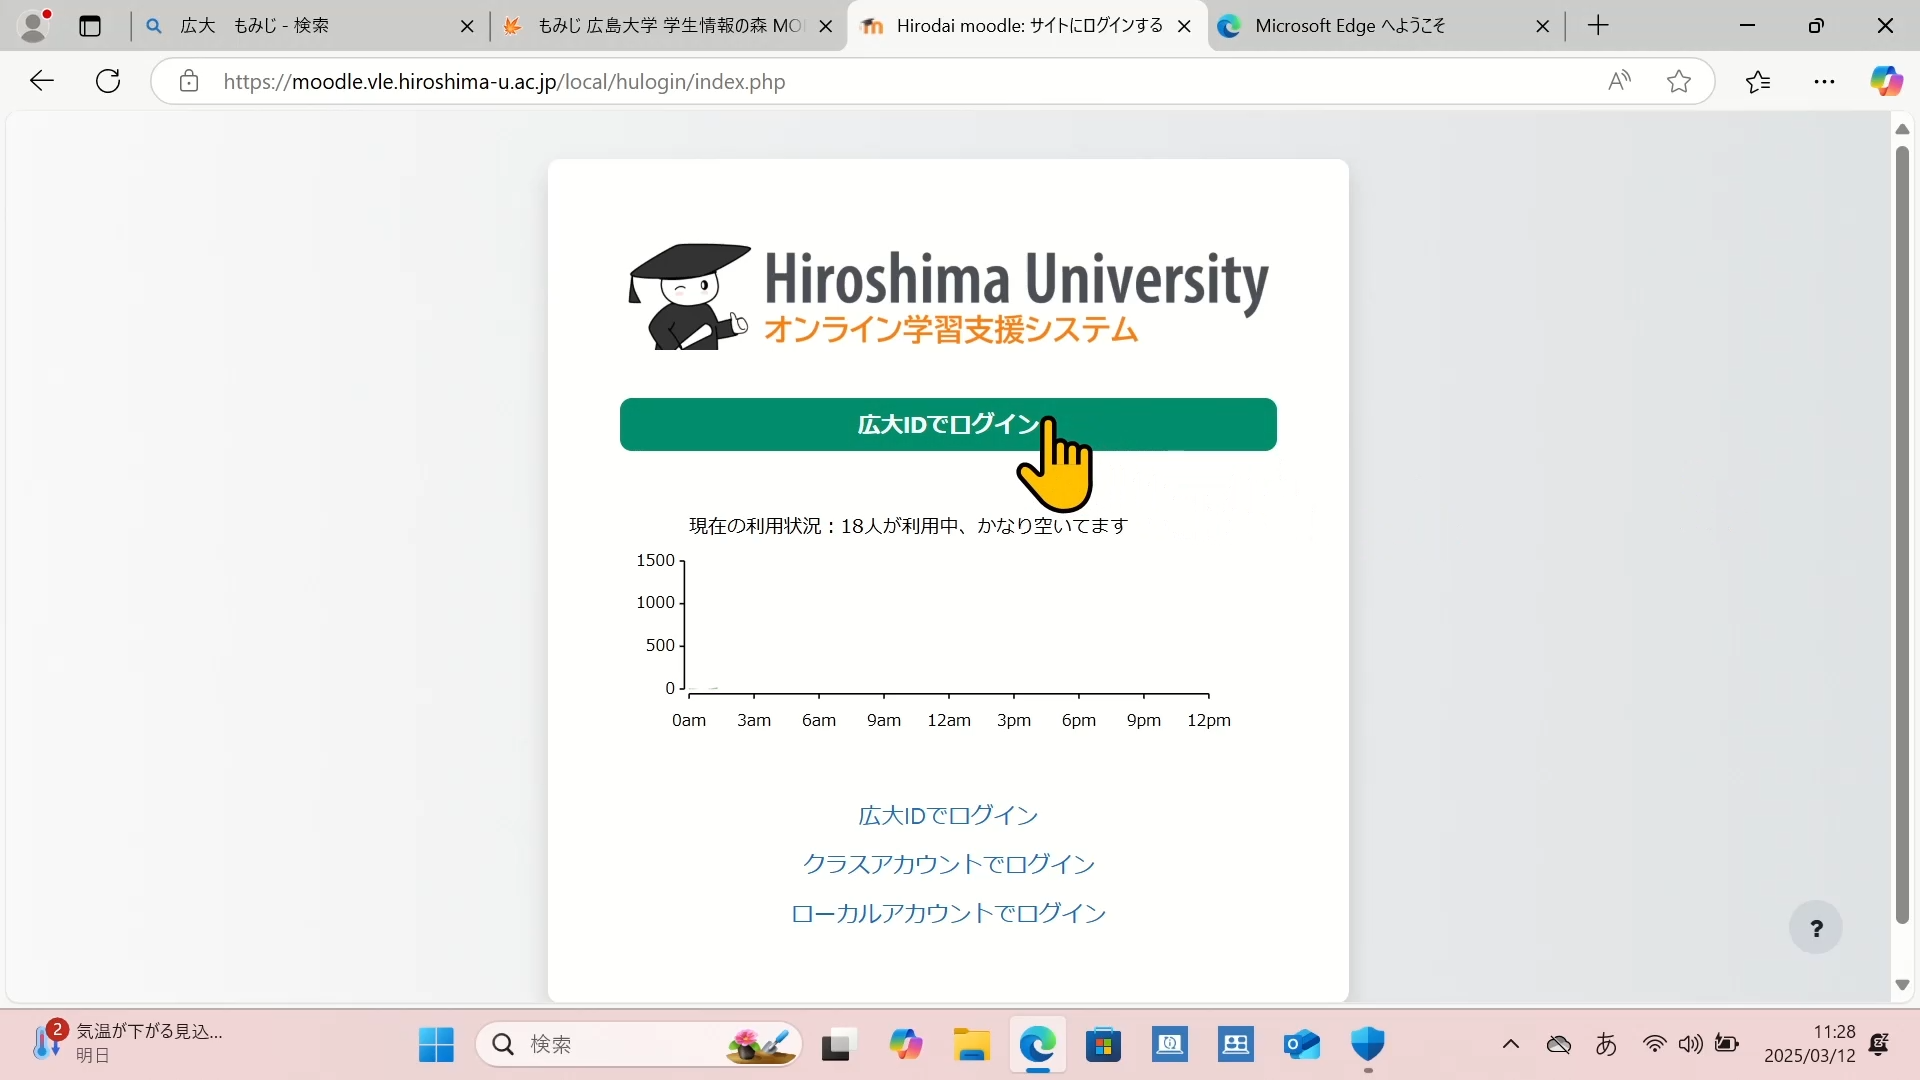 広大　もみじ - 検索
もみじ 広島大学 学生情報の森 MO
Hirodai moodle: サイトにログインする
Microsoft Edge へようこそ
https://moodle.vle.hiroshima-u.ac.jp/local/hulogin/index.php
Hiroshima University
オンライン学習支援システム
広大IDでログイン
現在の利用状況：18人が利用中、かなり空いてます
1500
1000
500
0
0am 3am 6am 9am 12am 3pm 6pm 9pm 12pm
広大IDでログイン
クラスアカウントでログイン
ローカルアカウントでログイン
?
2
気温が下がる見込...
明日
検索
あ
11:28
2025/03/12